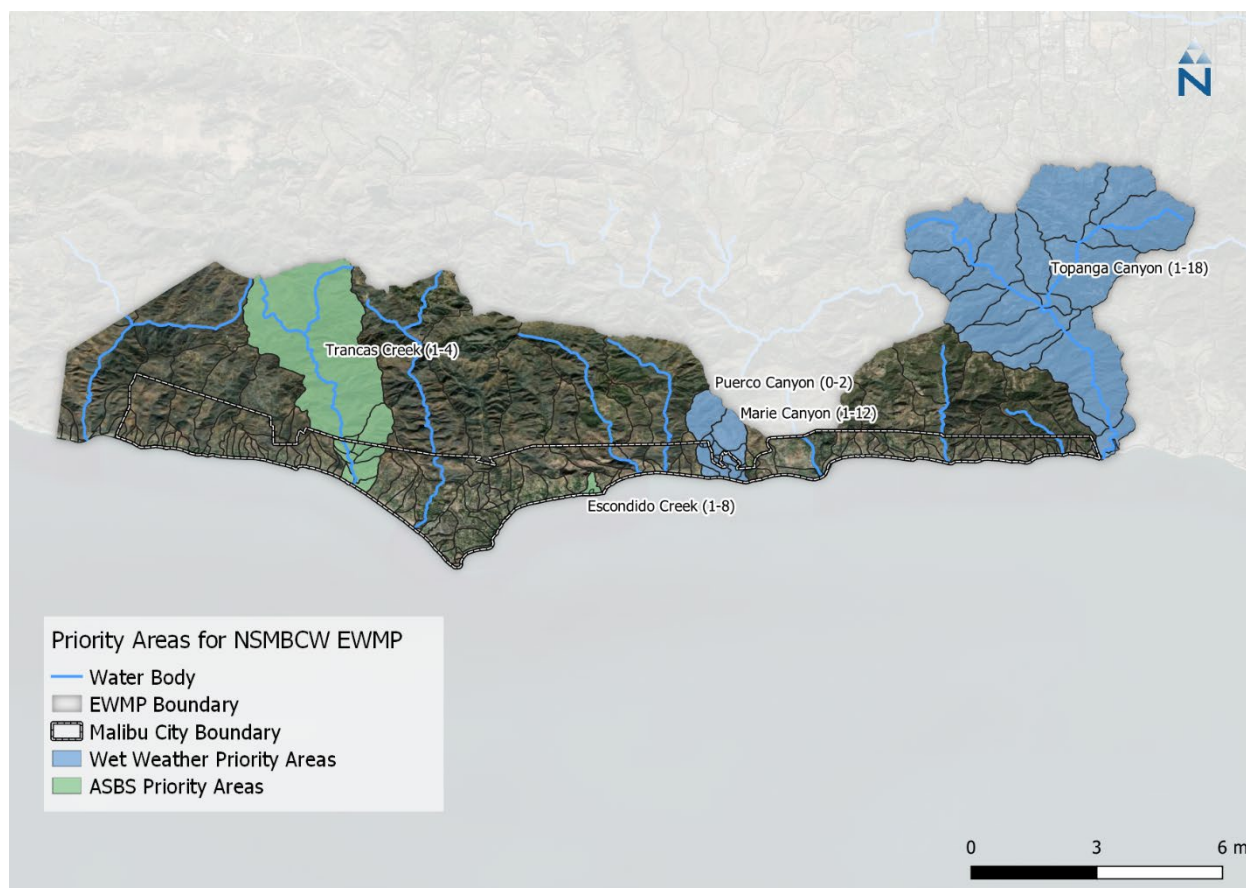 N
Topanga Canyon (1-18)
Trancas Creek (1-4)
Puerco Canyon (0-2)
Marie Canyon (1-12)
Escondido Creek (1-8)
Priority Areas for NSMBCW EWMP
Water Body
EWMP Boundary
Malibu City Boundary
Wet Weather Priority Areas
ASBS Priority Areas
0 3 6 m